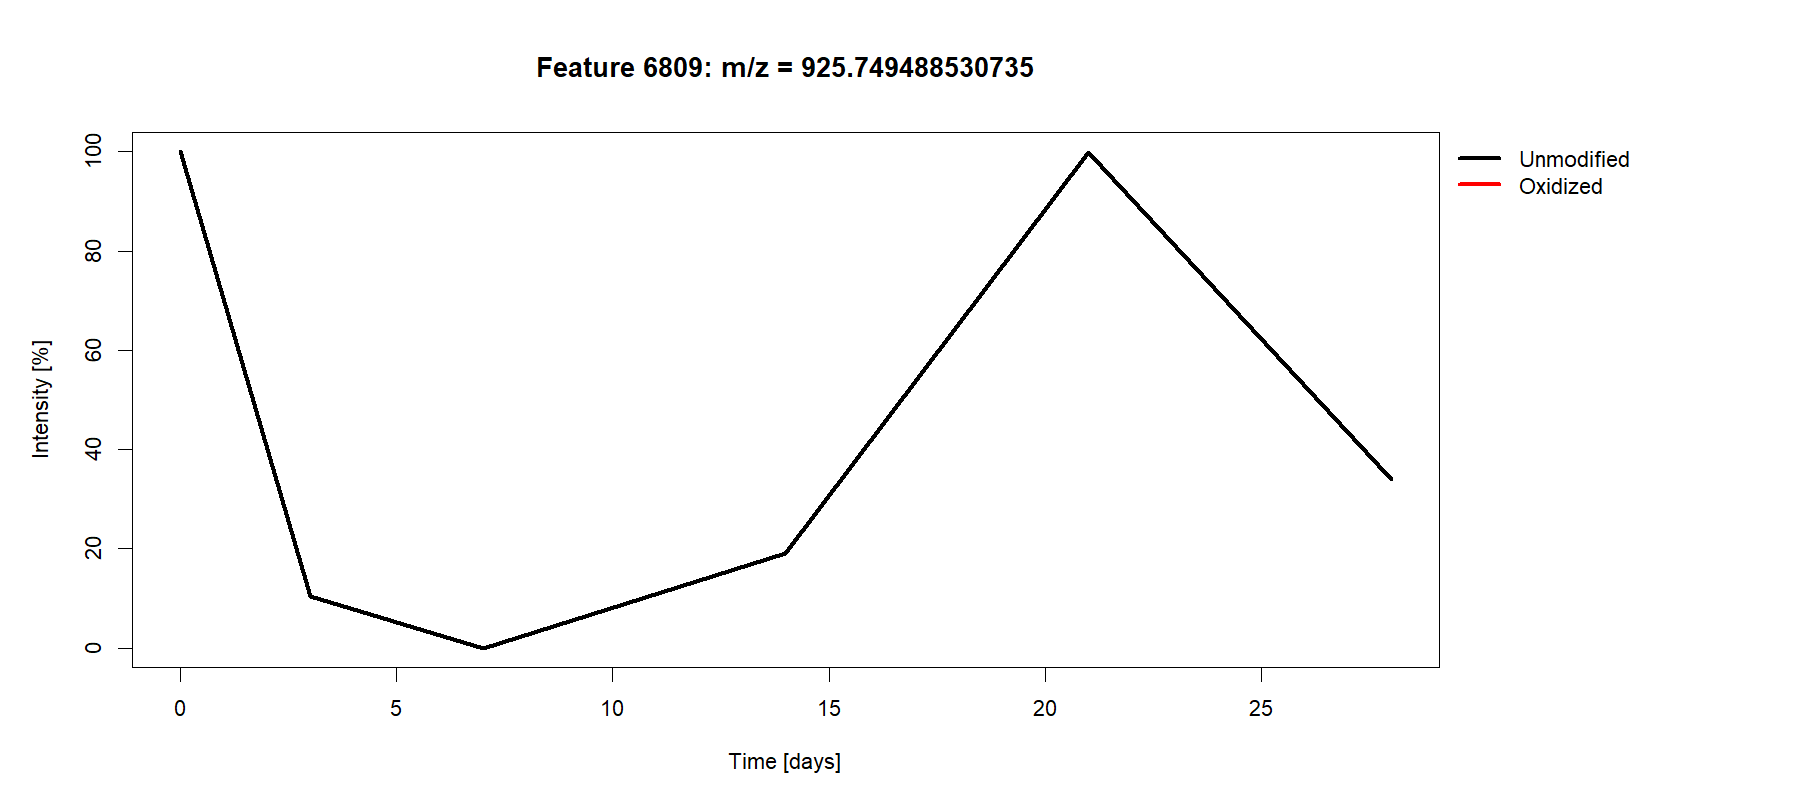 Feature 6809: m/z = 925.749488530735
Unmodified
Oxidized
Intensity [%]
100
80
60
40
20
0
0 5 10 15 20 25
Time [days]